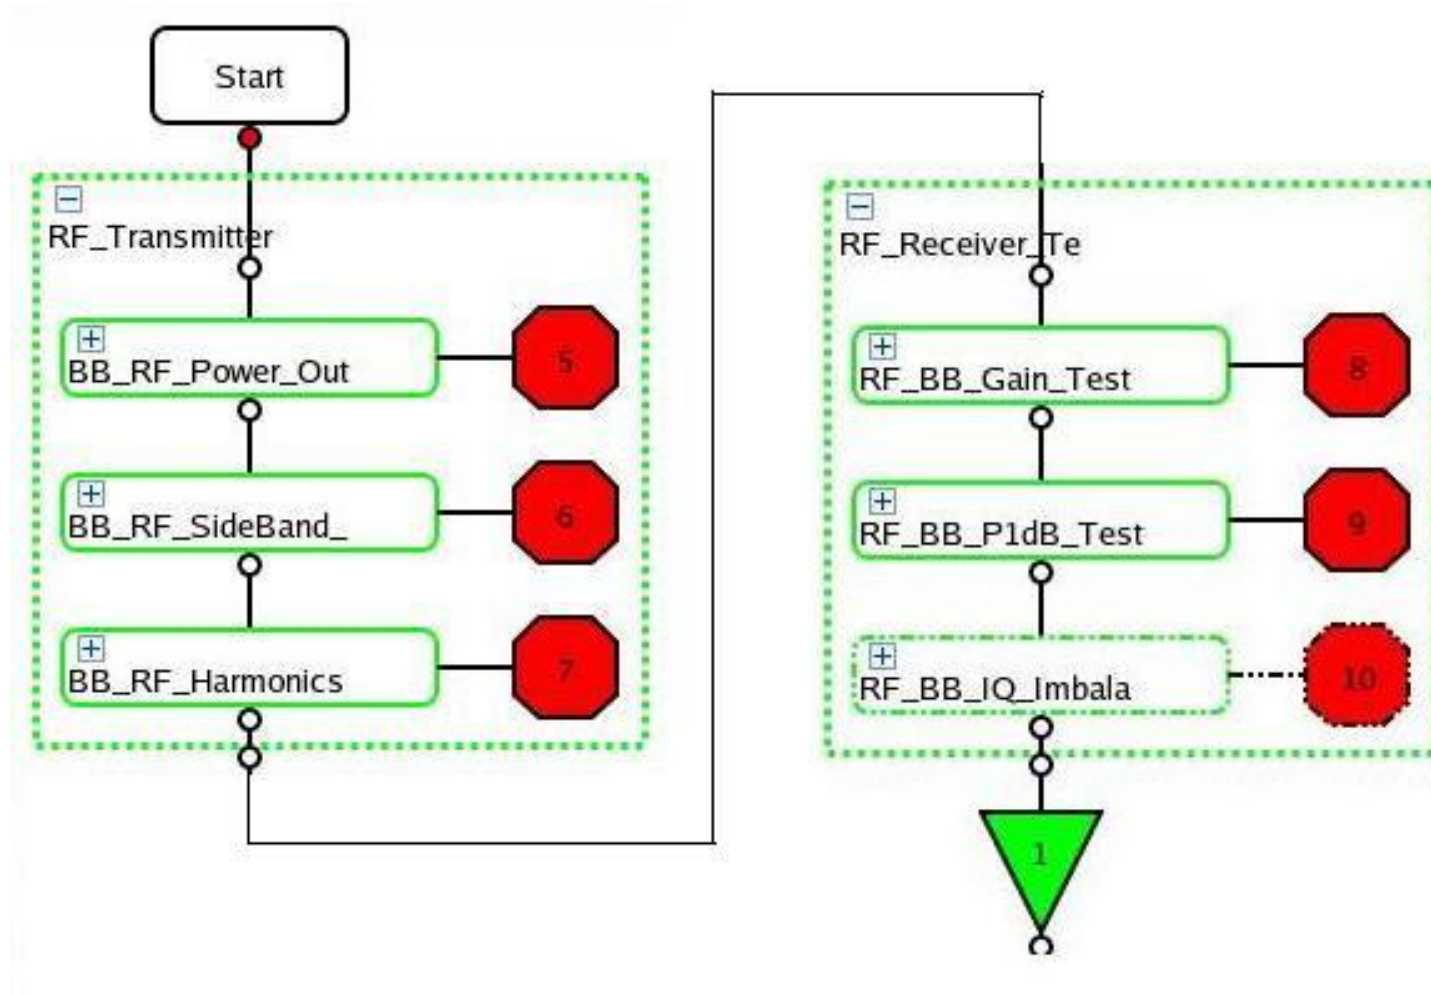 Start
RF_Transmitter
BB_RF_Power_Out
5
BB_RF_SideBand_
6
BB_RF_Harmonics
7
RF_Receiver_Te
RF_BB_Gain_Test
8
RF_BB_P1dB_Test
9
RF_BB_IQ_Imbala
10
1